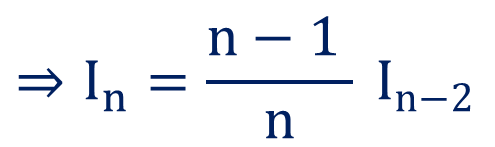 ⇒ Iₙ = (n − 1)/n Iₙ₋₂